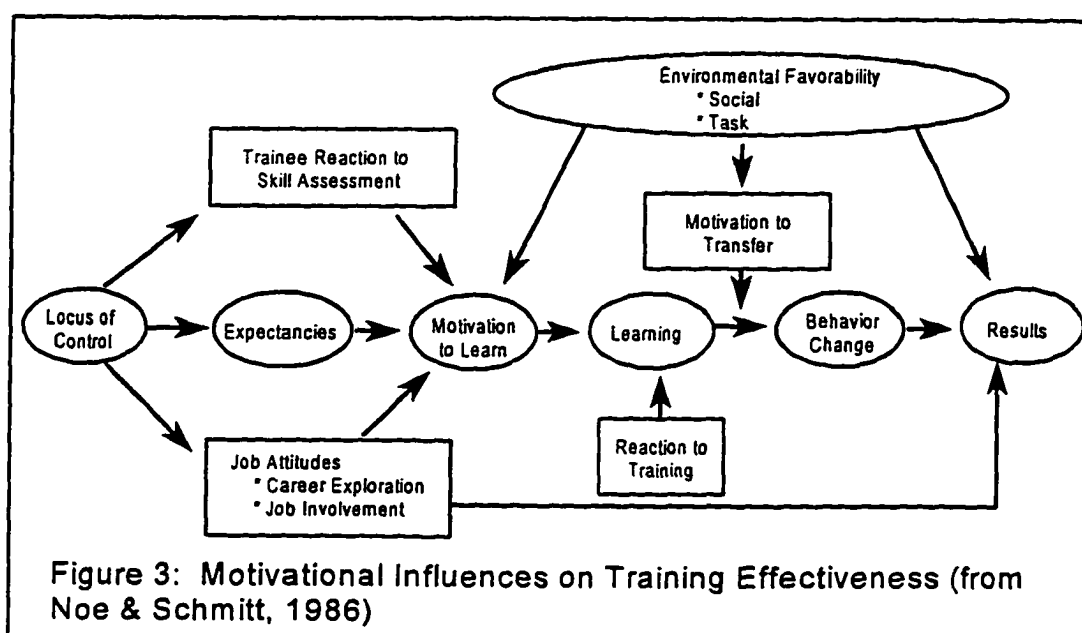 Environmental Favorability
* Social
* Task
Trainee Reaction to
Skill Assessment
Motivation to
Transfer
Locus of
Control
Expectancies
Motivation
to Learn
Learning
Behavior
Change
Results
Job Attitudes
* Career Exploration
* Job Involvement
Reaction to
Training
Figure 3: Motivational Influences on Training Effectiveness (from
Noe & Schmitt, 1986)